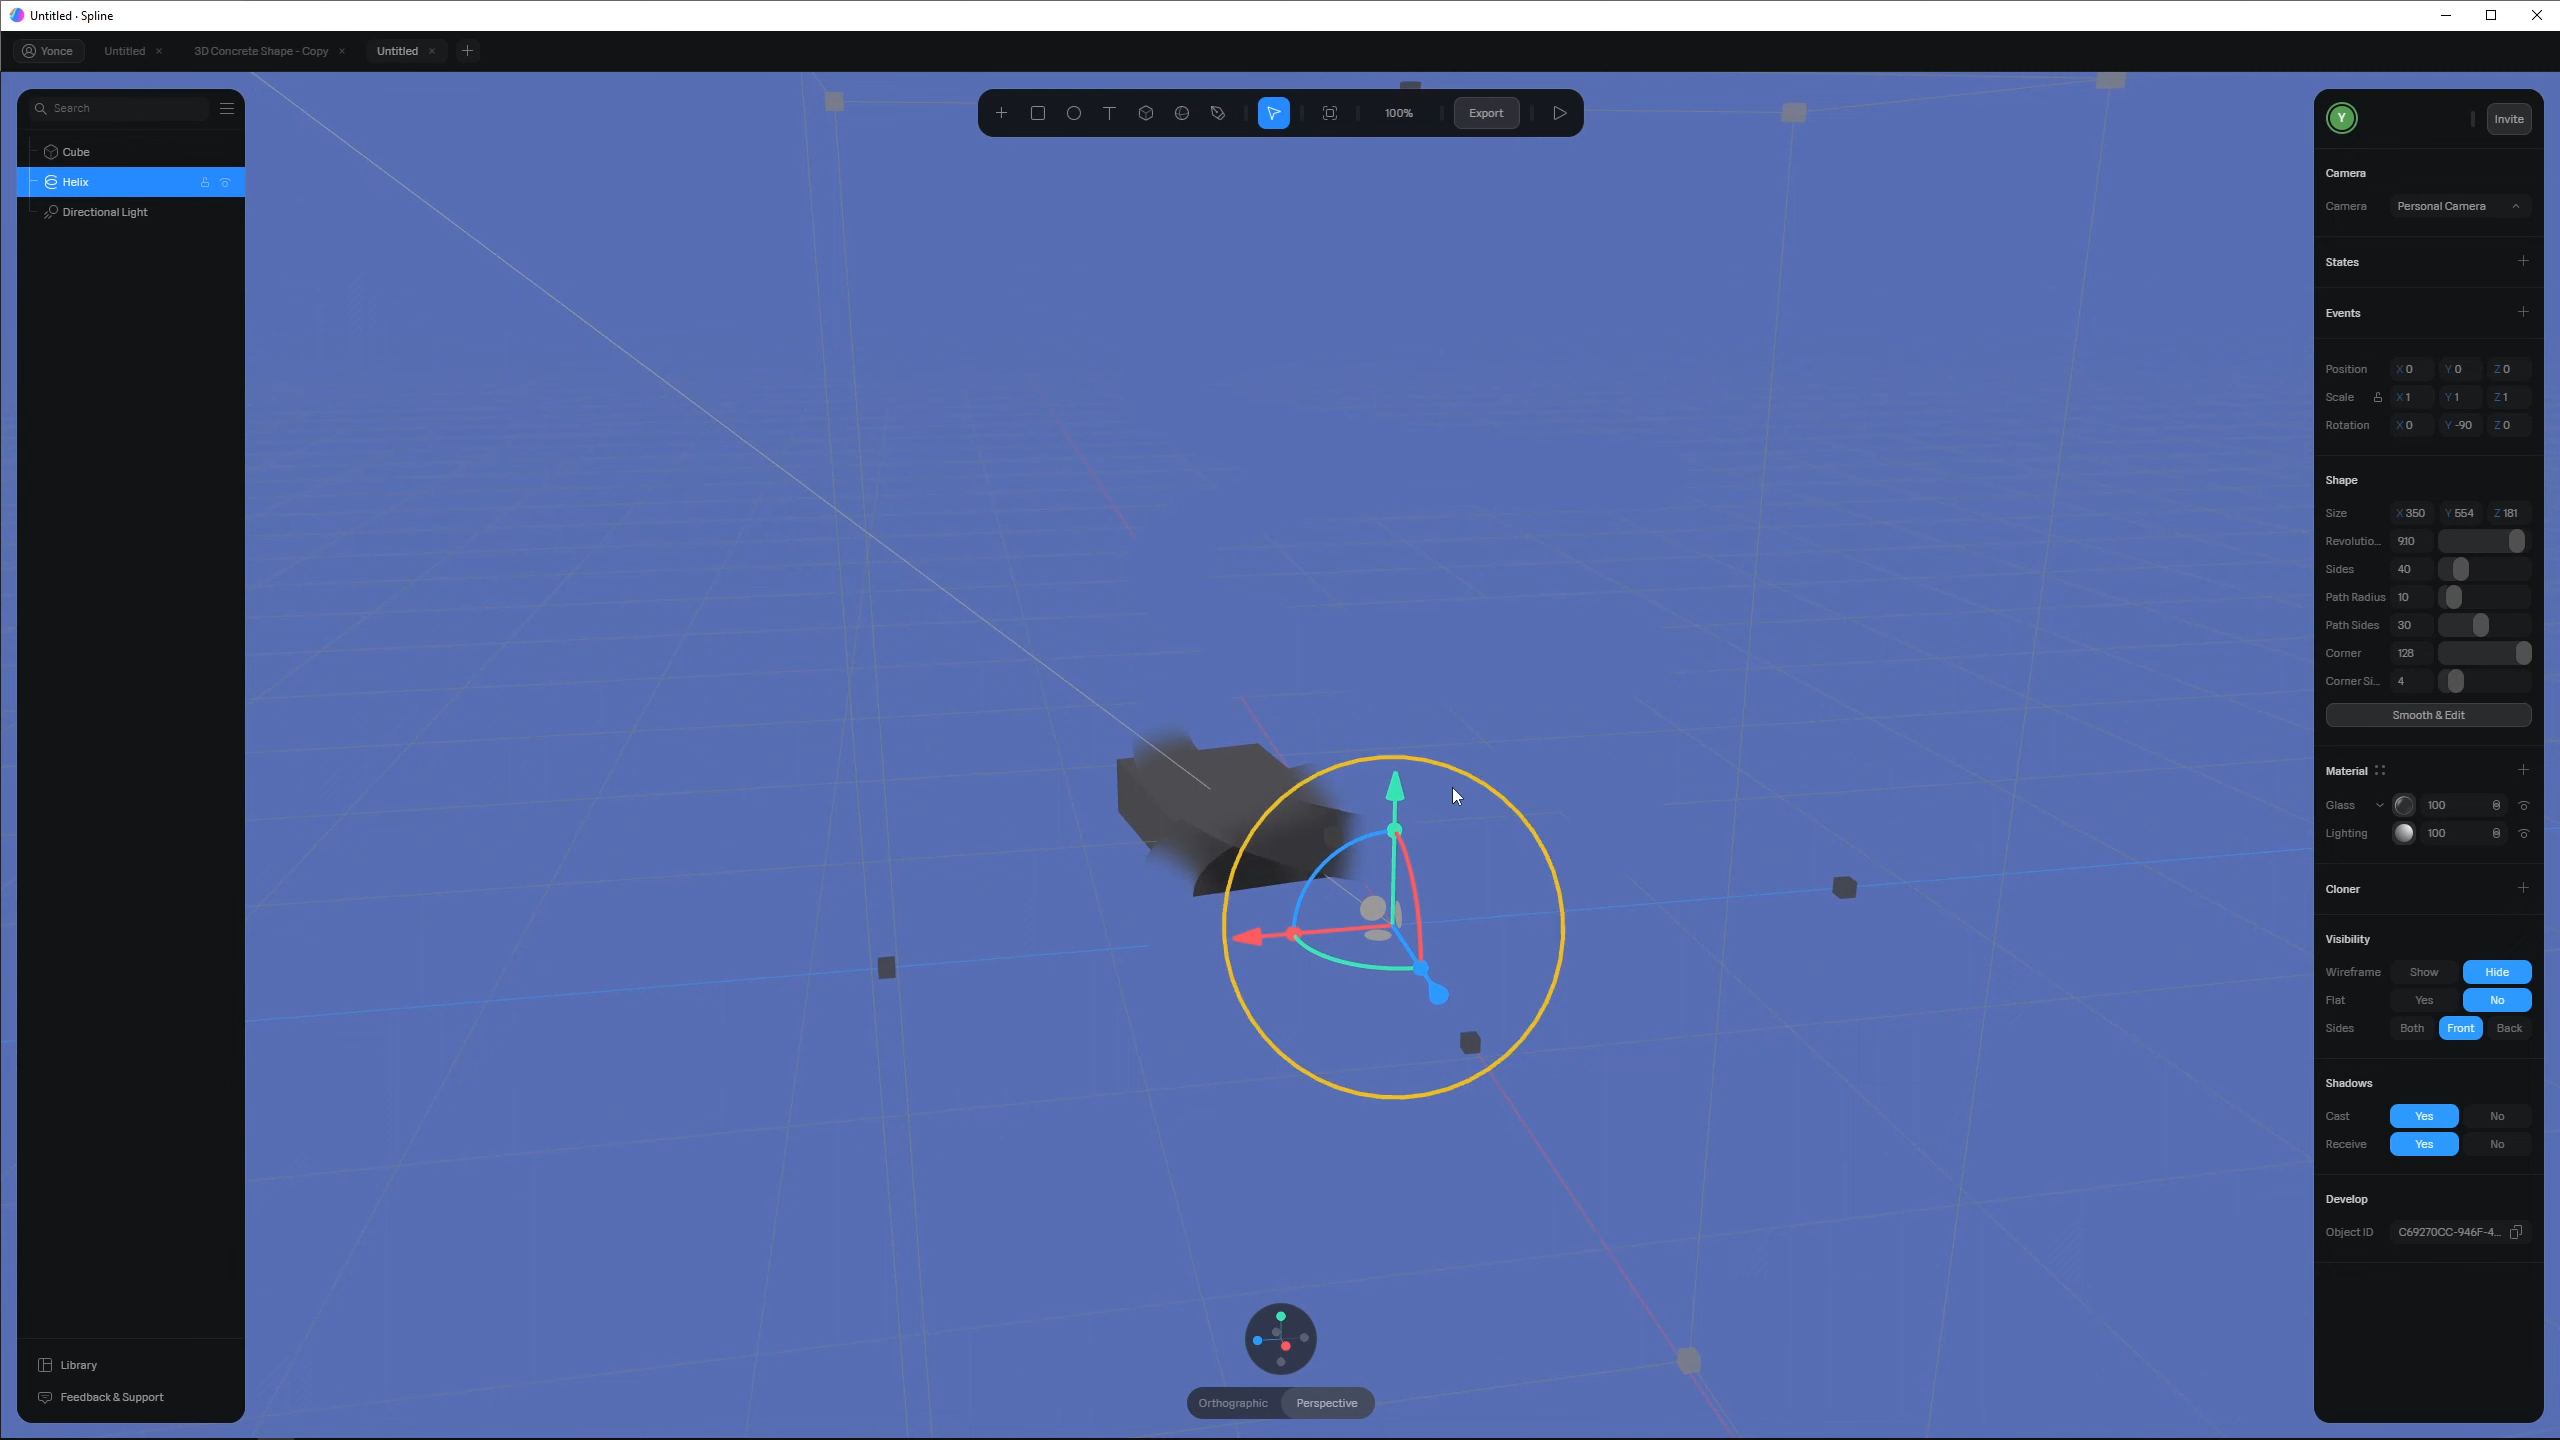 Untitled · Spline
Yonce
Untitled
3D Concrete Shape - Copy
Untitled
Search
Cube
Helix
Directional Light
Library
Feedback & Support
T
100%
Export
Orthographic
Perspective
Y
Invite
Camera
Camera Personal Camera
States
Events
Position X 0 Y 0 Z 0
Scale X 1 Y 1 Z 1
Rotation X 0 Y -90 Z 0
Shape
Size X 350 Y 554 Z 181
Revolutio... 9.10
Sides 40
Path Radius 10
Path Sides 30
Corner 128
Corner Si... 4
Smooth & Edit
Material
Glass 100
Lighting 100
Cloner
Visibility
Wireframe Show Hide
Flat Yes No
Sides Both Front Back
Shadows
Cast Yes No
Receive Yes No
Develop
Object ID C69270CC-946F-4...